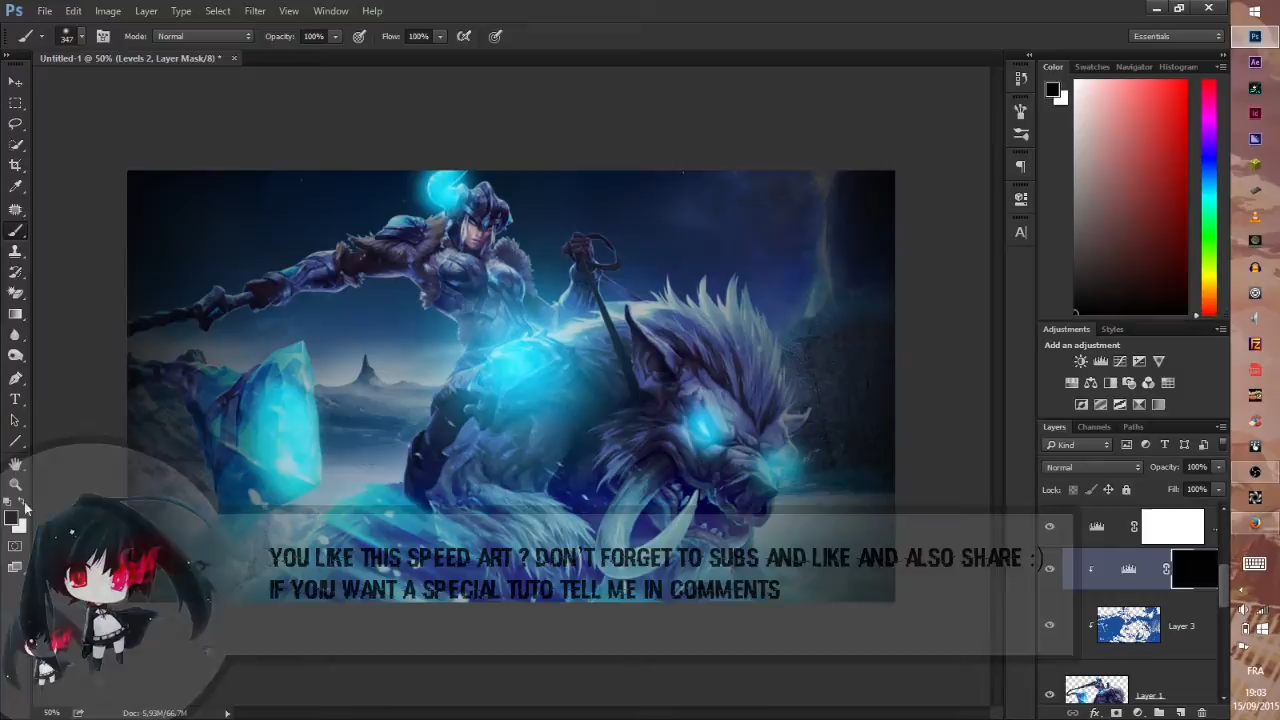 Ps File Edit Image Layer Type Select Filter View Window Help
347 Mode: Normal Opacity: 100% Flow: 100% Essentials
Untitled-1 @ 50% (Levels 2, Layer Mask/8) * ×
Color Swatches Navigator Histogram
Adjustments Styles
Add an adjustment
Layers Channels Paths
Kind
Normal Opacity: 100%
Lock: Fill: 100%
YOU LIKE THIS SPEED ART ? DON'T FORGET TO SUBS AND LIKE AND ALSO SHARE :)
IF YOU WANT A SPECIAL TUTO TELL ME IN COMMENTS
Layer 3
Layer 1
FRA
19:03
15/09/2015
50% Doc: 5,93M/66,7M